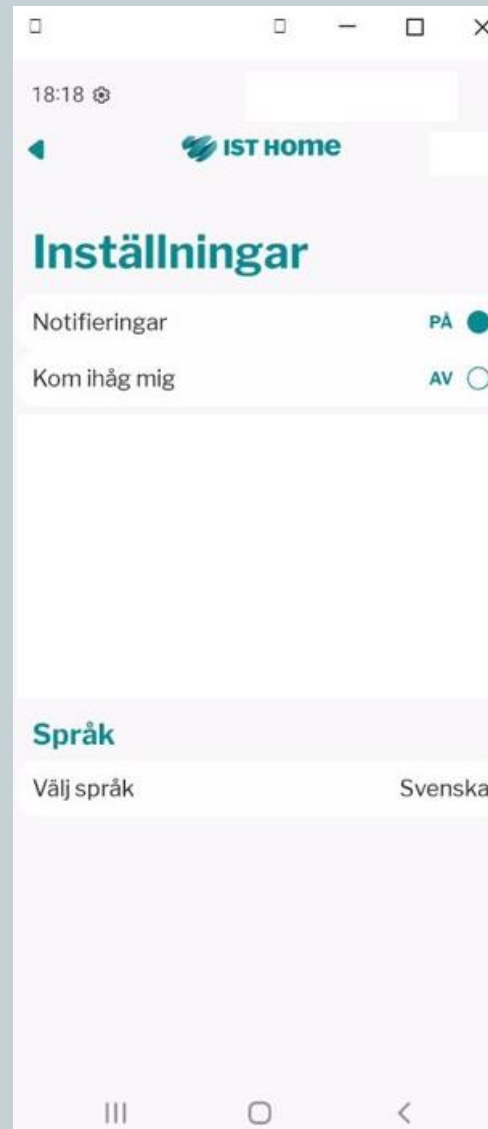 18:18
IST Home
Inställningar
Notifieringar PÅ
Kom ihåg mig AV
Språk
Välj språk Svenska